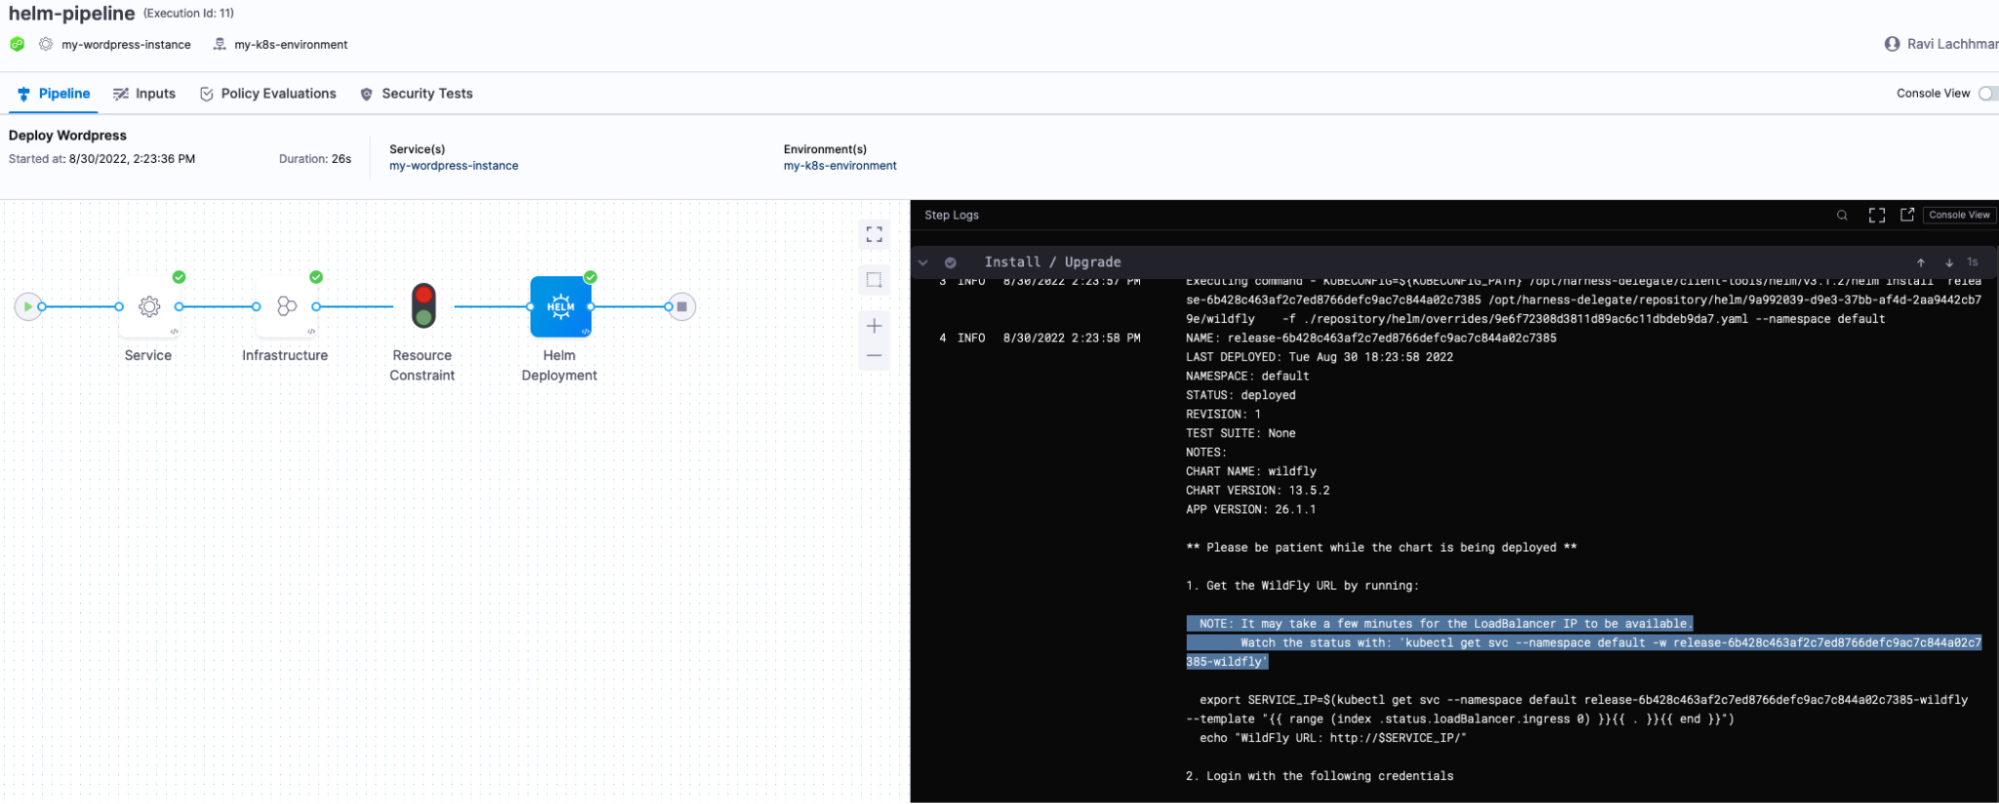 helm-pipeline (Execution Id: 11)
my-wordpress-instance my-k8s-environment
Ravi Lachhmar
Pipeline Inputs Policy Evaluations Security Tests
Console View
Deploy Wordpress
Started at: 8/30/2022, 2:23:36 PM Duration: 26s
Service(s)
my-wordpress-instance
Environment(s)
my-k8s-environment
Service
Infrastructure
Resource
Constraint
HELM
Helm
Deployment
Step Logs
Console View
Install / Upgrade 1s
3 INFO 8/30/2022 2:23:57 PM Executing command - KUBECONFIG=${KUBECONFIG_PATH} /opt/harness-delegate/client-tools/helm/v3.1.2/helm install relea
se-6b428c463af2c7ed8766defc9ac7c844a02c7385 /opt/harness-delegate/repository/helm/9a992039-d9e3-37bb-af4d-2aa9442cb7
9e/wildfly -f ./repository/helm/overrides/9e6f72308d3811d89ac6c11dbdeb9da7.yaml --namespace default
4 INFO 8/30/2022 2:23:58 PM NAME: release-6b428c463af2c7ed8766defc9ac7c844a02c7385
LAST DEPLOYED: Tue Aug 30 18:23:58 2022
NAMESPACE: default
STATUS: deployed
REVISION: 1
TEST SUITE: None
NOTES:
CHART NAME: wildfly
CHART VERSION: 13.5.2
APP VERSION: 26.1.1
** Please be patient while the chart is being deployed **
1. Get the WildFly URL by running:
NOTE: It may take a few minutes for the LoadBalancer IP to be available.
Watch the status with: 'kubectl get svc --namespace default -w release-6b428c463af2c7ed8766defc9ac7c844a02c7
385-wildfly'
export SERVICE_IP=$(kubectl get svc --namespace default release-6b428c463af2c7ed8766defc9ac7c844a02c7385-wildfly
--template "{{ range (index .status.loadBalancer.ingress 0) }}{{ . }}{{ end }}")
echo "WildFly URL: http://$SERVICE_IP/"
2. Login with the following credentials